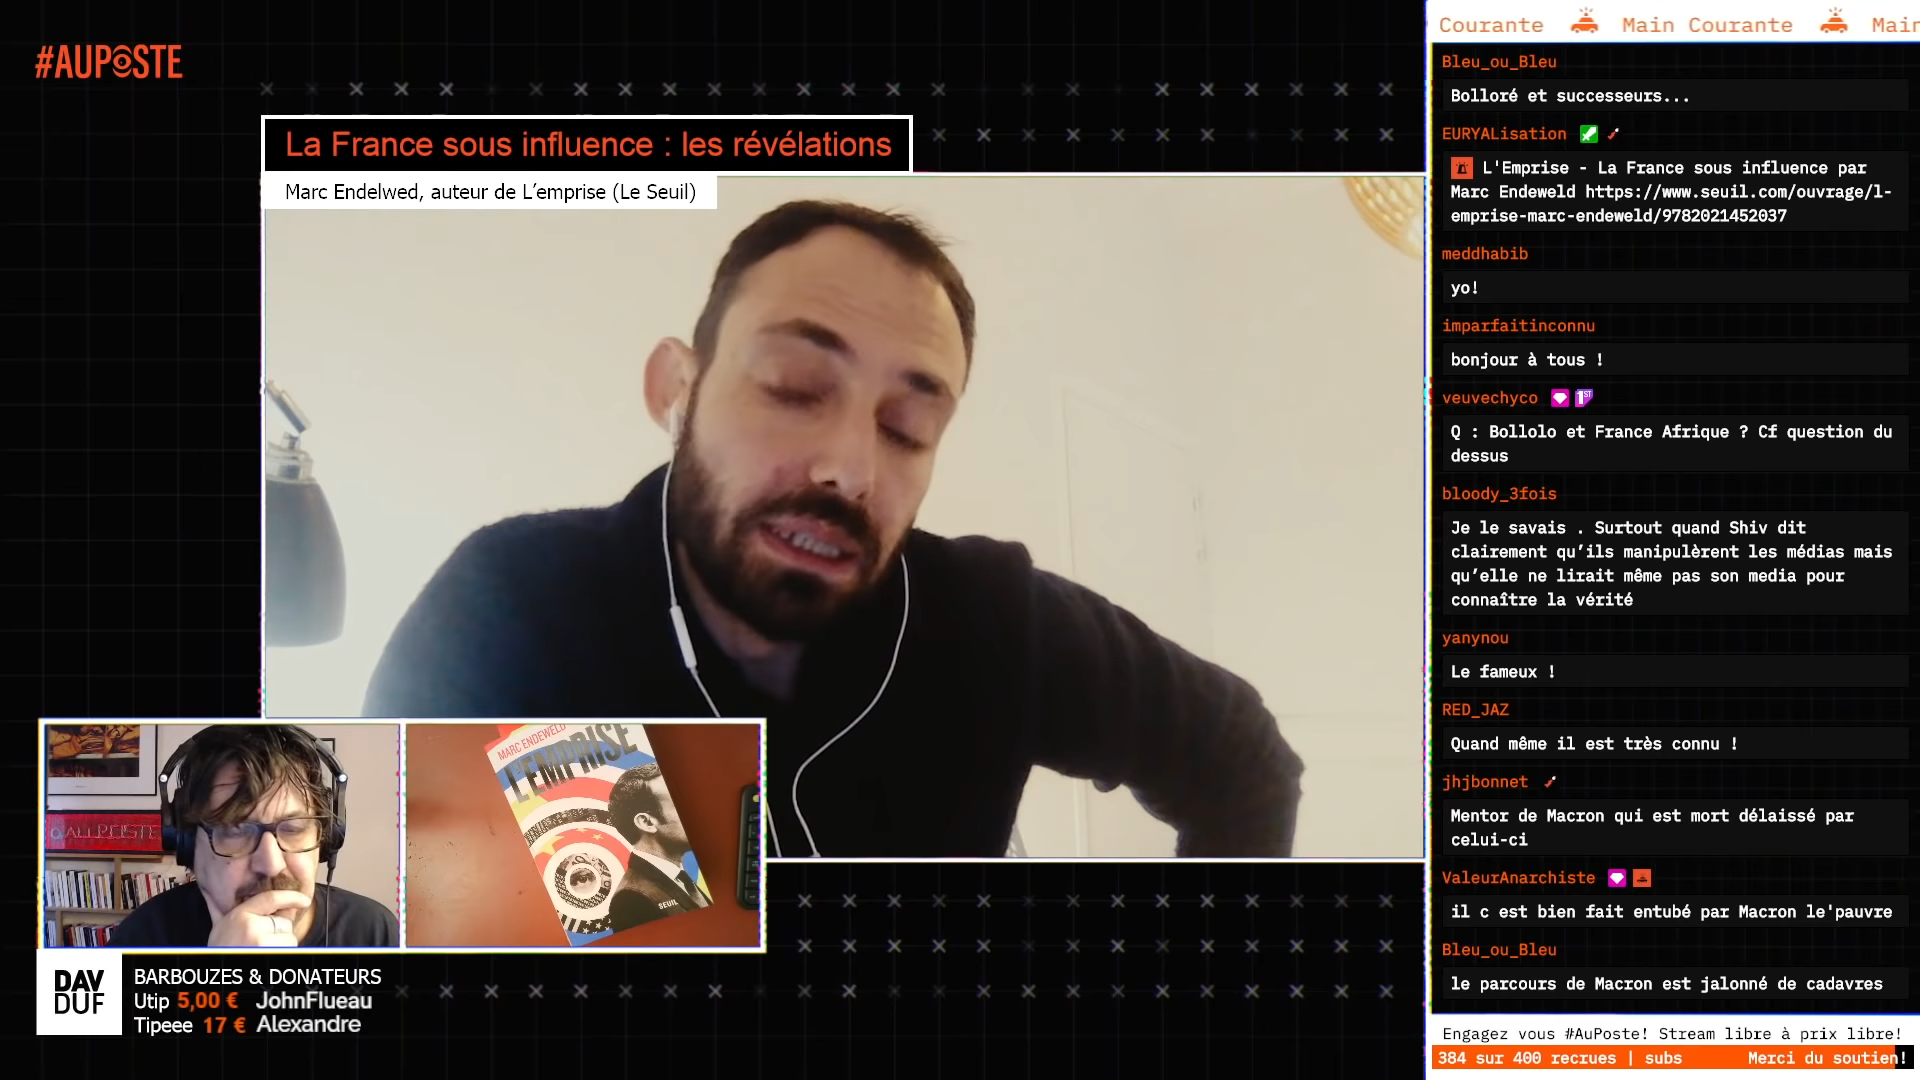 #AUPOSTE
La France sous influence : les révélations
Marc Endelwed, auteur de L’emprise (Le Seuil)
AU POSTE
MARC ENDEWELD
L'EMPRISE
SEUIL
DAV
DUF
BARBOUZES & DONATEURS
Utip 5,00 € JohnFlueau
Tipeee 17 € Alexandre
Courante Main Courante Main
Bleu_ou_Bleu
Bolloré et successeurs...
EURYALisation
L'Emprise - La France sous influence par
Marc Endeweld https://www.seuil.com/ouvrage/l-
emprise-marc-endeweld/9782021452037
meddhabib
yo!
imparfaitinconnu
bonjour à tous !
veuvechyco 1ST
Q : Bollolo et France Afrique ? Cf question du
dessus
bloody_3fois
Je le savais . Surtout quand Shiv dit
clairement qu’ils manipulèrent les médias mais
qu’elle ne lirait même pas son media pour
connaître la vérité
yanynou
Le fameux !
RED_JAZ
Quand même il est très connu !
jhjbonnet
Mentor de Macron qui est mort délaissé par
celui-ci
ValeurAnarchiste
il c est bien fait entubé par Macron le'pauvre
Bleu_ou_Bleu
le parcours de Macron est jalonné de cadavres
Engagez vous #AuPoste! Stream libre à prix libre!
384 sur 400 recrues | subs Merci du soutien!